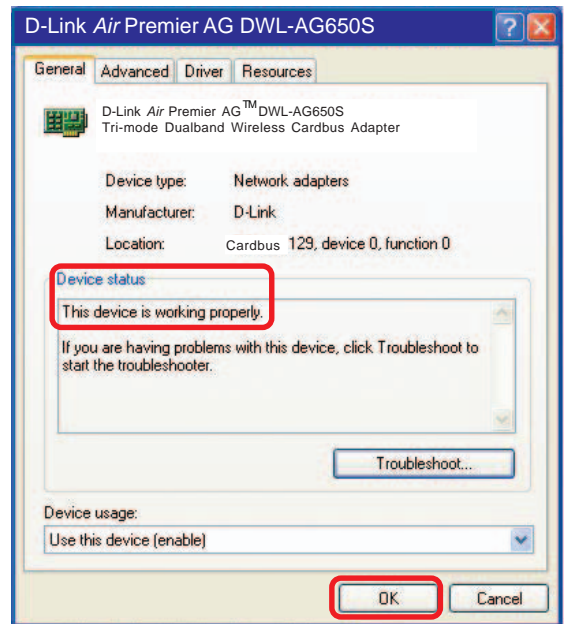 D-Link Air Premier AG DWL-AG650S
General Advanced Driver Resources
D-Link Air Premier AG™DWL-AG650S
Tri-mode Dualband Wireless Cardbus Adapter
Device type: Network adapters
Manufacturer: D-Link
Location: Cardbus 129, device 0, function 0
Device status
This device is working properly.
If you are having problems with this device, click Troubleshoot to
start the troubleshooter.
Troubleshoot...
Device usage:
Use this device (enable)
OK Cancel